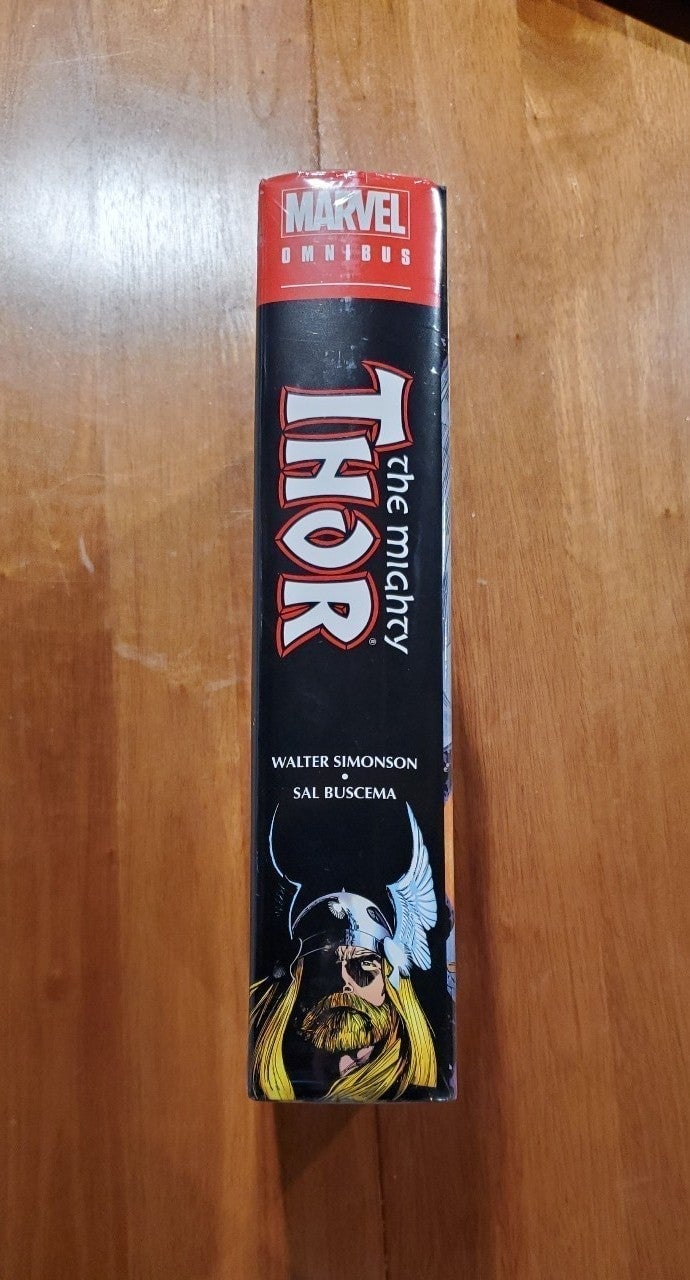 MARVEL
OMNIBUS
the mighty
THOR®
WALTER SIMONSON
•
SAL BUSCEMA